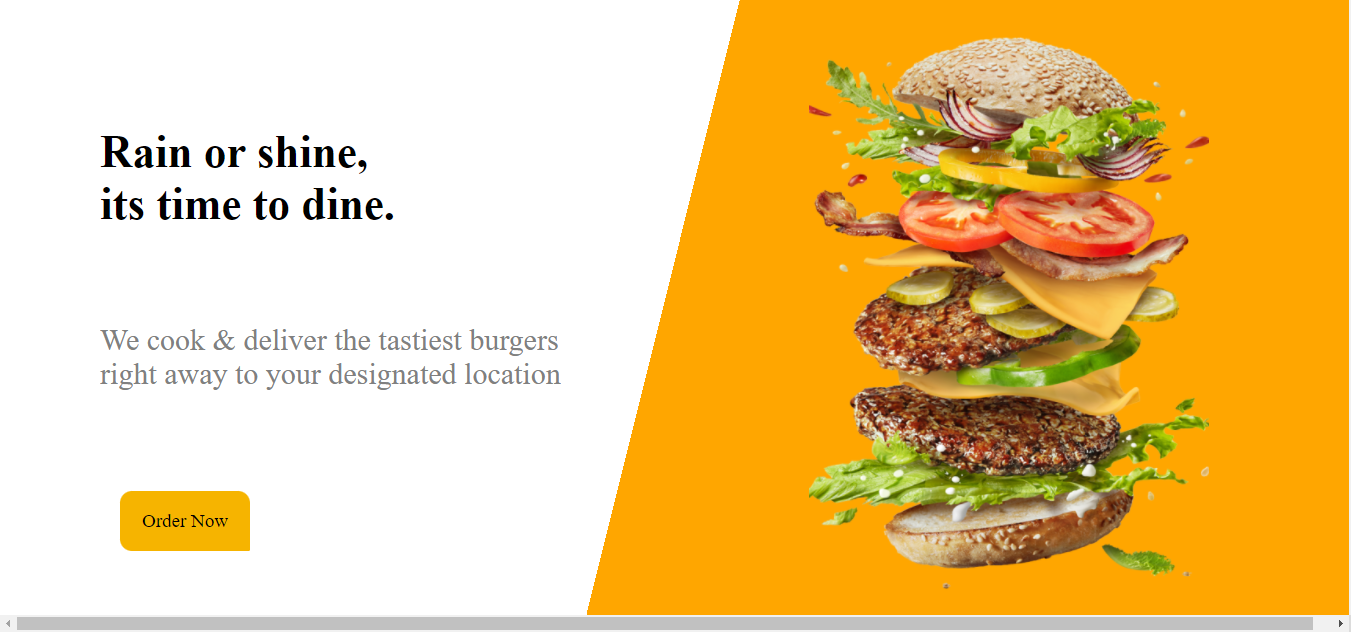 Rain or shine,
its time to dine.
We cook & deliver the tastiest burgers
right away to your designated location
Order Now